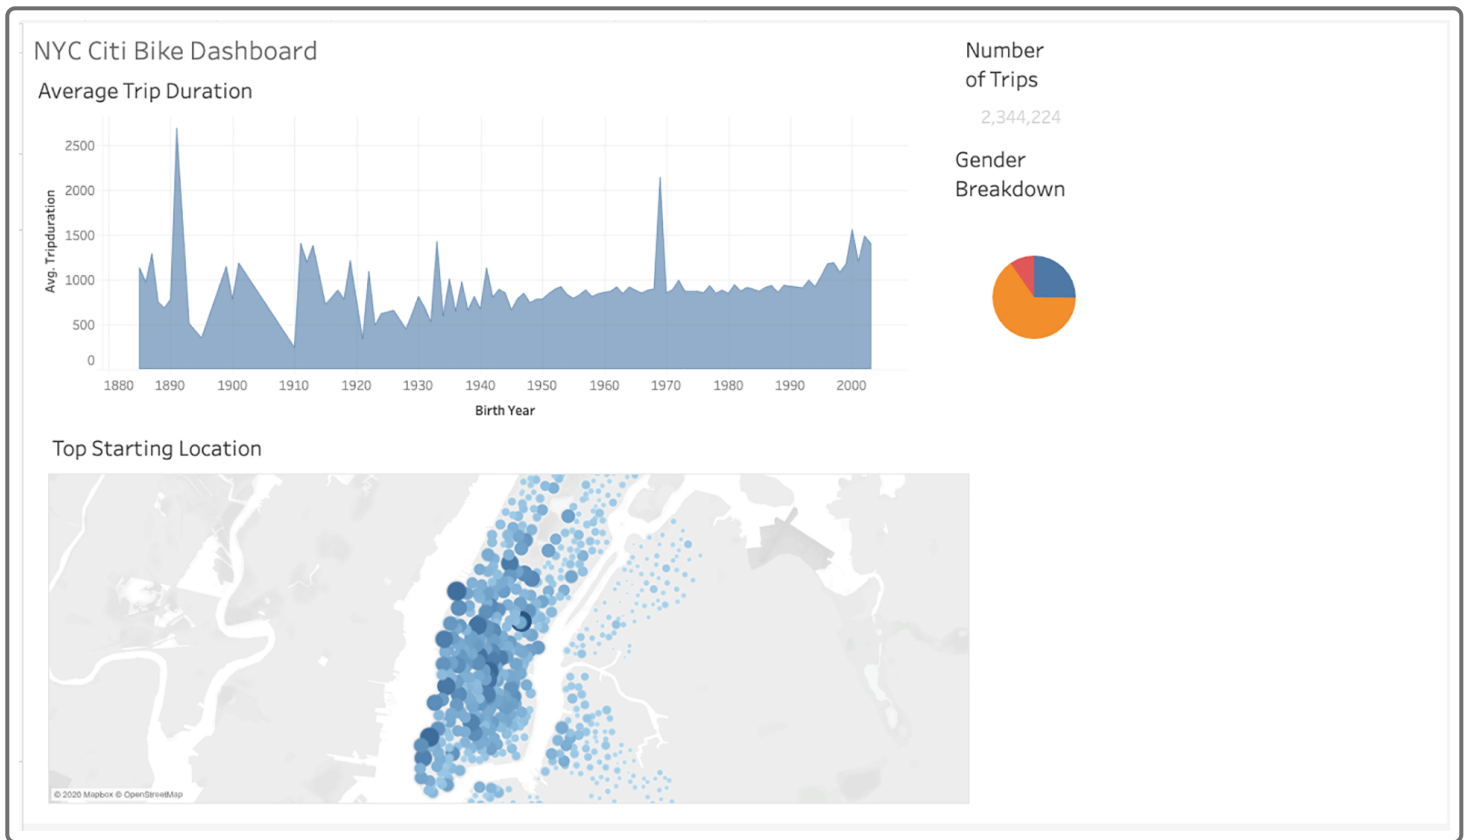 NYC Citi Bike Dashboard
Average Trip Duration
2500
2000
1500
1000
500
0
Avg. Tripduration
1880 1890 1900 1910 1920 1930 1940 1950 1960 1970 1980 1990 2000
Birth Year
Number
of Trips
2,344,224
Gender
Breakdown
Top Starting Location
© 2020 Mapbox © OpenStreetMap